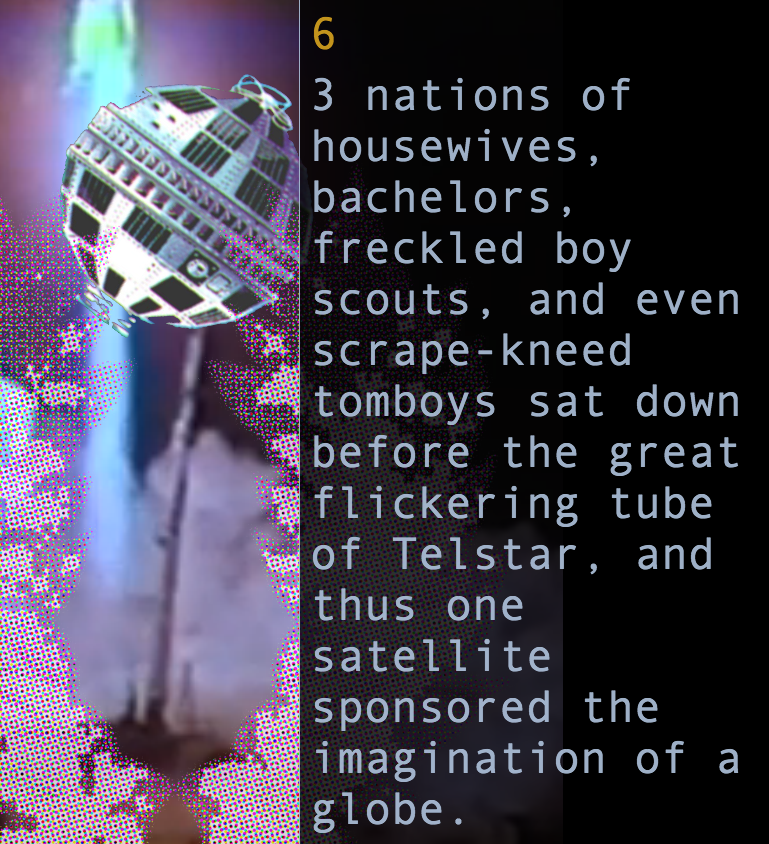 6
3 nations of
housewives,
bachelors,
freckled boy
scouts, and even
scrape-kneed
tomboys sat down
before the great
flickering tube
of Telstar, and
thus one
satellite
sponsored the
imagination of a
globe.